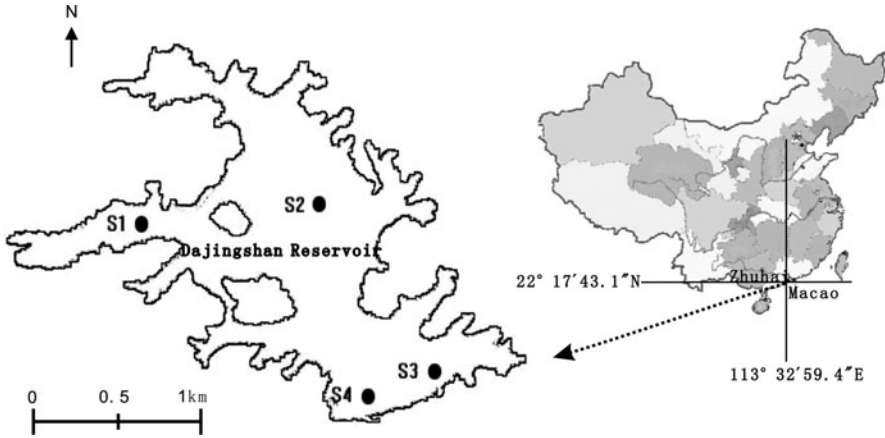 N
S1
S2
Dajingshan Reservoir
S3
S4
0 0.5 1km
Zhuhai
22° 17′43.1″N
Macao
113° 32′59.4″E